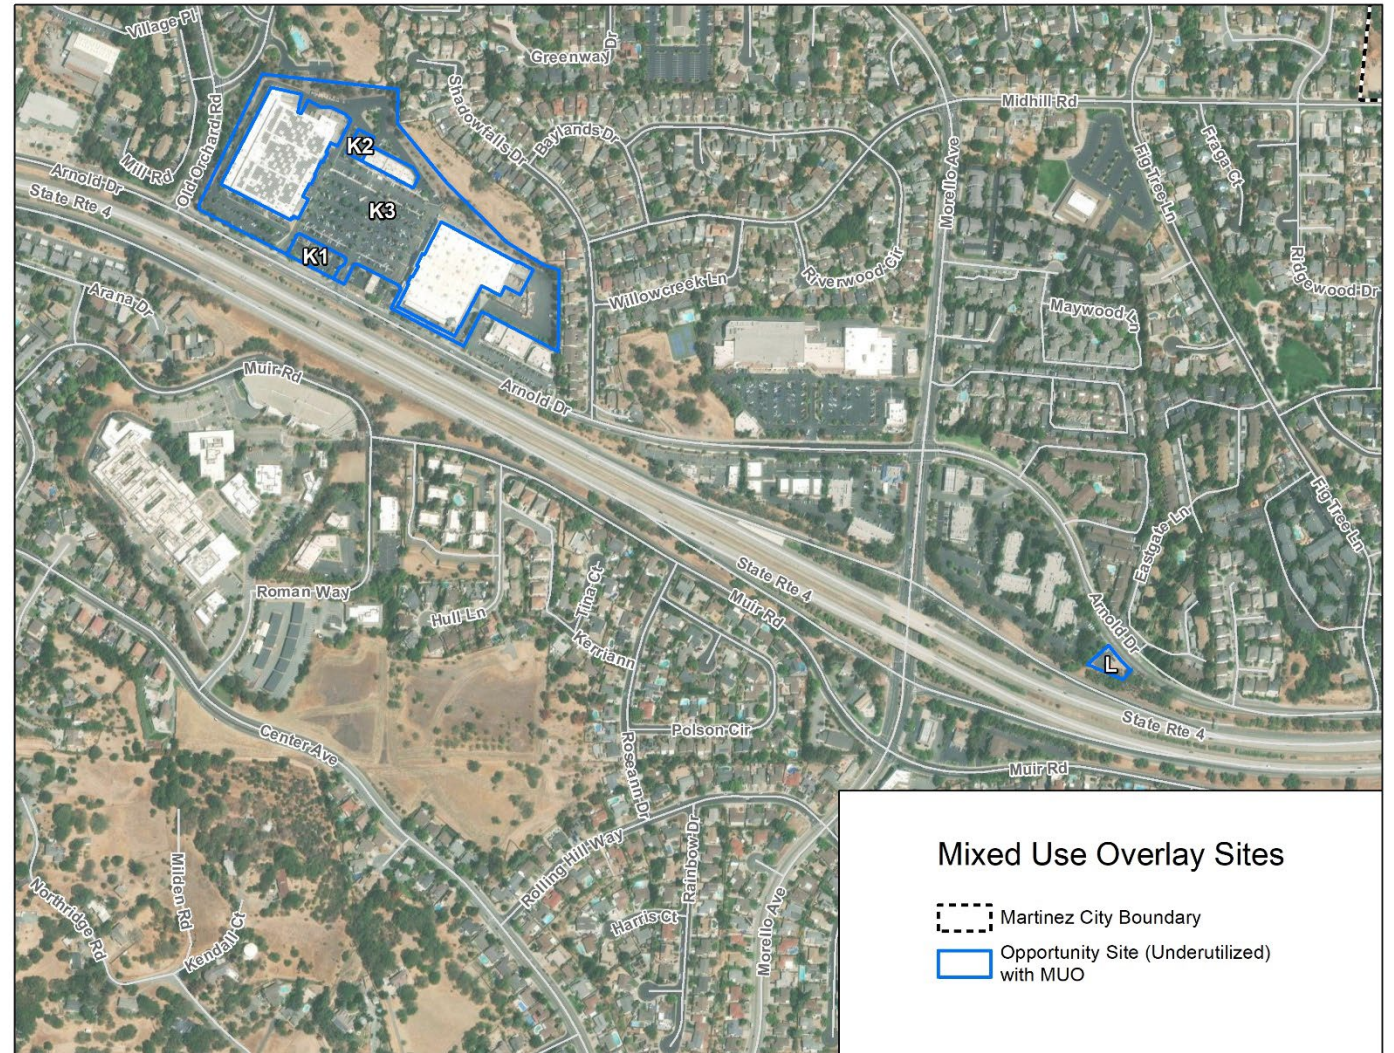 Village Pl
Greenway Dr
Shadowfalls Dr
Baylands Dr
Midhill Rd
Old Orchard Rd
Mill Rd
Arnold Dr
State Rte 4
K2
K3
K1
Morello Ave
Fig Tree Ln
Fraga Ct
Ridgewood Dr
Riverwood Cir
Willowcreek Ln
Maywood Ln
Arana Dr
Muir Rd
Arnold Dr
Roman Way
Hull Ln
Tina Ct
Kerriann
State Rte 4
Muir Rd
Eastgate Ln
Fig Tree Ln
Arnold Dr
L
State Rte 4
Muir Rd
Center Ave
Polson Cir
Roseann Dr
Rolling Hill Way
Rainbow Dr
Harris Ct
Morello Ave
Northridge Rd
Milden Rd
Kendall Ct
Mixed Use Overlay Sites
Martinez City Boundary
Opportunity Site (Underutilized)
with MUO